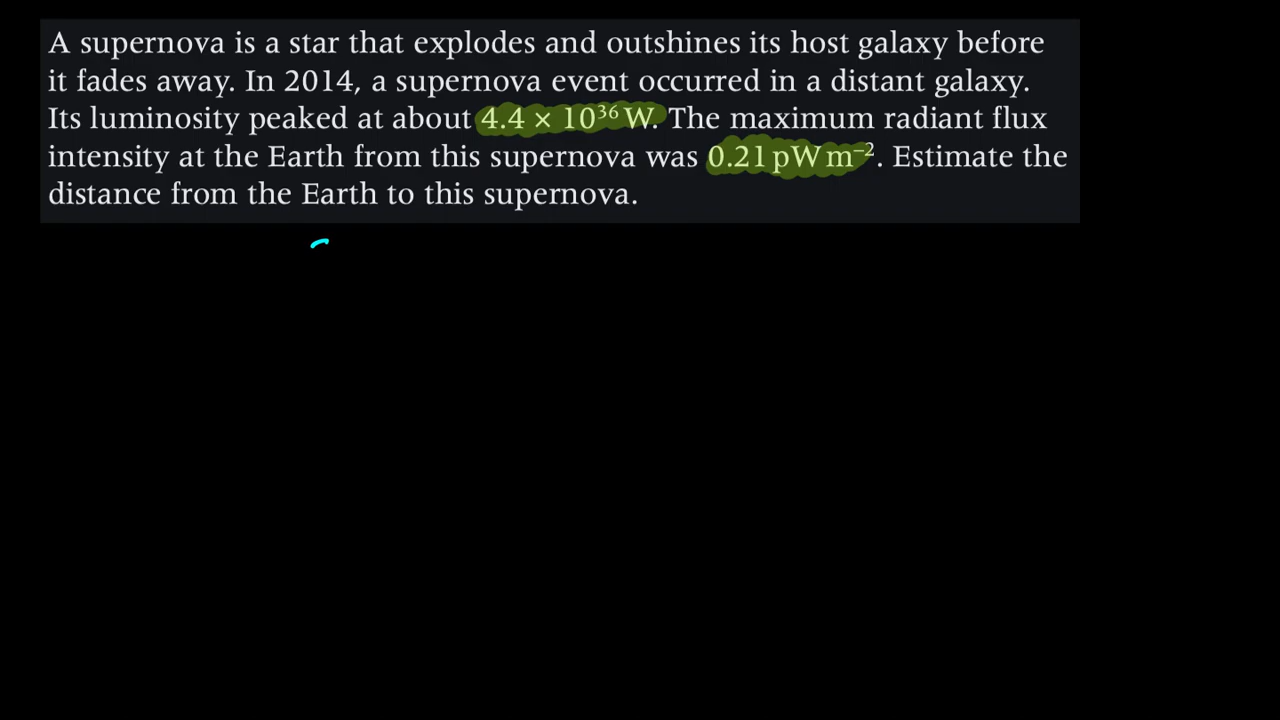 A supernova is a star that explodes and outshines its host galaxy before
it fades away. In 2014, a supernova event occurred in a distant galaxy.
Its luminosity peaked at about 4.4 × 10³⁶ W. The maximum radiant flux
intensity at the Earth from this supernova was 0.21 pW m⁻². Estimate the
distance from the Earth to this supernova.